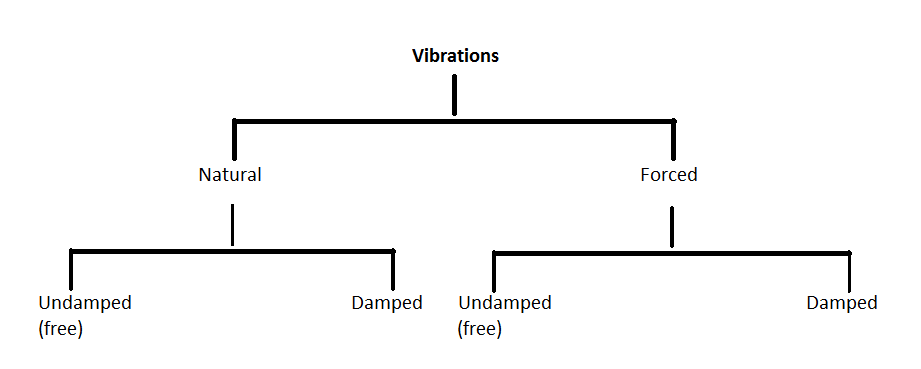 Vibrations
Natural
Forced
Undamped
(free)
Damped
Undamped
(free)
Damped